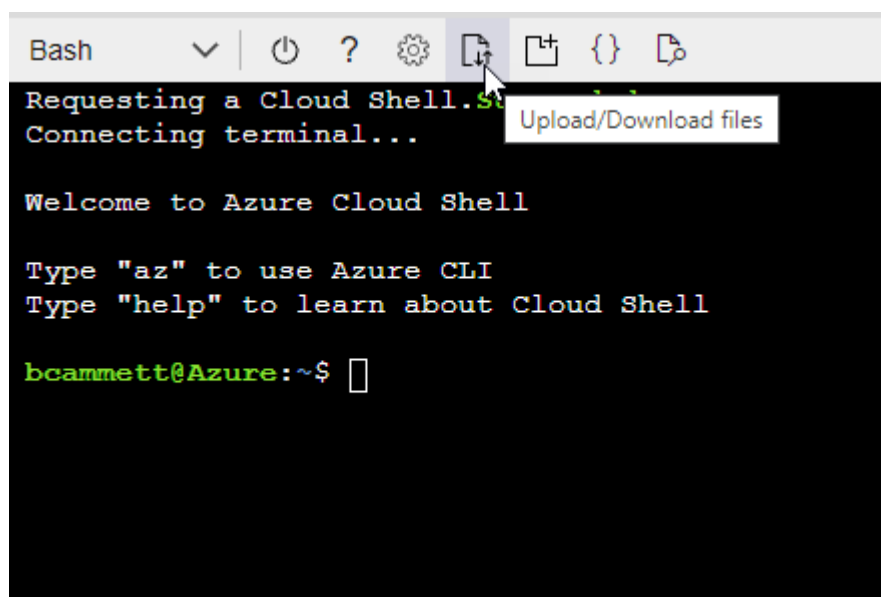 Bash
?
{}
Requesting a Cloud Shell.
Connecting terminal...
Upload/Download files
Welcome to Azure Cloud Shell
Type "az" to use Azure CLI
Type "help" to learn about Cloud Shell
bcammett@Azure:~$